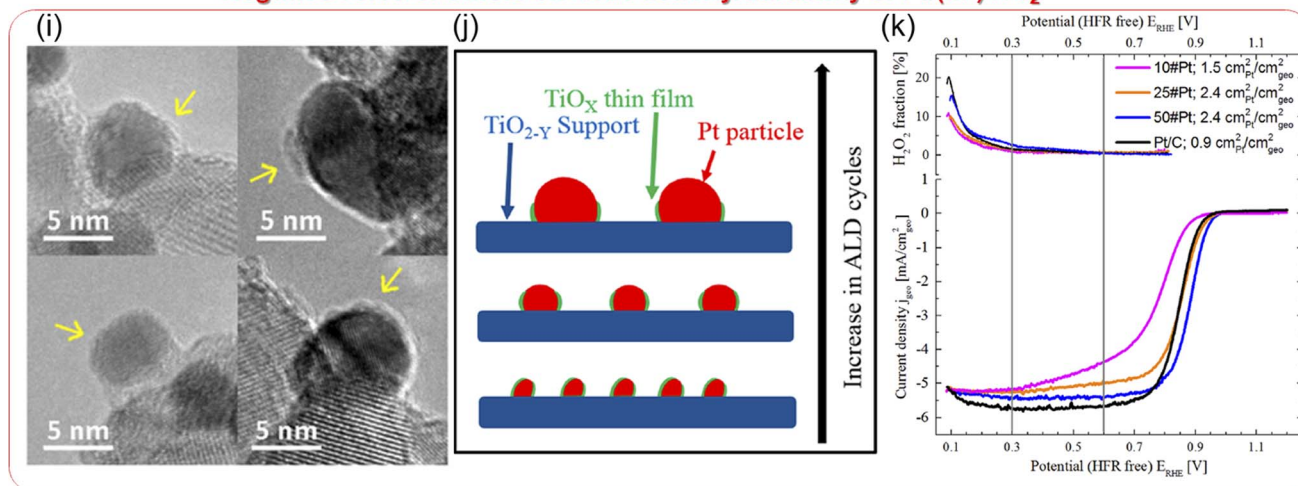 (i)
5 nm
5 nm
5 nm
5 nm
(j)
TiOX thin film
TiO2-Y Support
Pt particle
Increase in ALD cycles
(k)
Potential (HFR free) ERHE [V]
0.1 0.3 0.5 0.7 0.9 1.1
10#Pt; 1.5 cm2Pt/cm2geo
25#Pt; 2.4 cm2Pt/cm2geo
50#Pt; 2.4 cm2Pt/cm2geo
Pt/C; 0.9 cm2Pt/cm2geo
H2O2 fraction [%]
20
10
0
Current density jgeo [mA/cm2geo]
0
-1
-2
-3
-4
-5
-6
0.1 0.3 0.5 0.7 0.9 1.1
Potential (HFR free) ERHE [V]